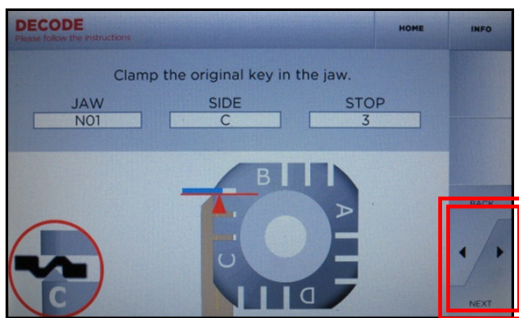 DECODE
Please follow the instructions
HOME
INFO
Clamp the original key in the jaw.
JAW
SIDE
STOP
N01
C
3
B
A
C
D
C
BACK
NEXT